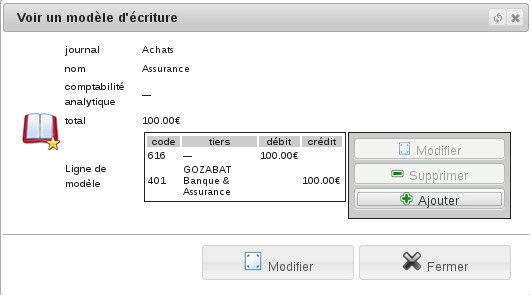 Voir un modèle d'écriture
journal Achats
nom Assurance
comptabilité
analytique —
total 100.00€
Ligne de
modèle
code tiers débit crédit
616 — 100.00€
GOZABAT
401 Banque & 100.00€
Assurance
Modifier
Supprimer
Ajouter
Modifier Fermer